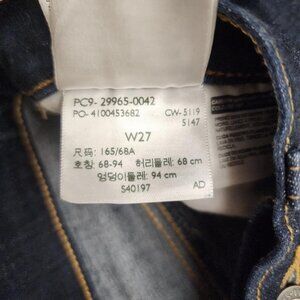 PC9- 29965-0042
PO- 4100453682 CW- 5119
5147
W27
尺码: 165/68A
호칭: 68-94 허리둘레: 68 cm
엉덩이둘레: 94 cm
S40197 AD